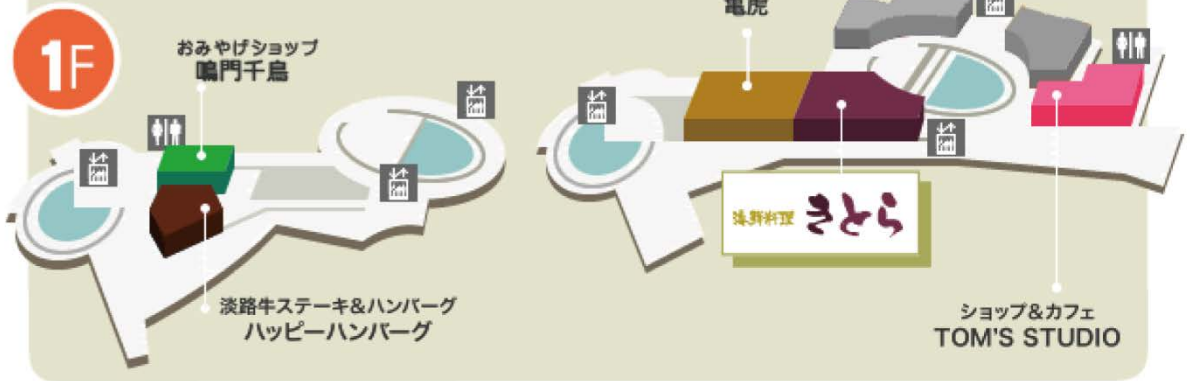 1F
おみやげショップ
鳴門千鳥
亀虎
海鮮料理 きとら
淡路牛ステーキ&ハンバーグ
ハッピーハンバーグ
ショップ&カフェ
TOM'S STUDIO